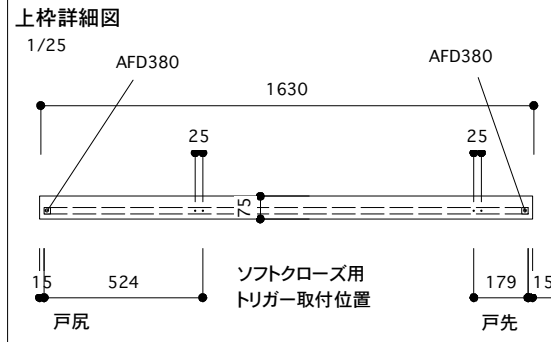 上枠詳細図
1/25
AFD380
AFD380
1630
25
25
75
15
524
ソフトクローズ用
トリガー取付位置
179
15
戸尻
戸先